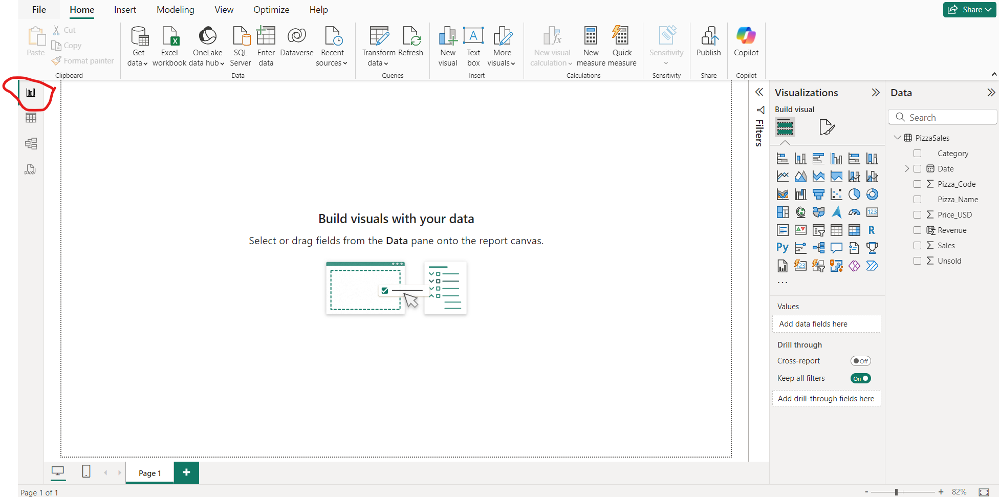 File Home Insert Modeling View Optimize Help Share
Paste
Cut
Copy
Format painter
Clipboard
Get data
Excel workbook
OneLake data hub
SQL Server
Enter data
Dataverse
Recent sources
Data
Transform data
Refresh
Queries
New visual
A
Text box
More visuals
Insert
New visual calculation
New measure
Quick measure
Calculations
Sensitivity
Sensitivity
Publish
Share
Copilot
Copilot
DAX
Build visuals with your data
Select or drag fields from the Data pane onto the report canvas.
Filters
Visualizations
Build visual
123
R
Py
123
...
Values
Add data fields here
Drill through
Cross-report Off
Keep all filters On
Add drill-through fields here
Data
Search
PizzaSales
Category
Date
Σ Pizza_Code
Pizza_Name
Σ Price_USD
Revenue
Σ Sales
Σ Unsold
Page 1 +
Page 1 of 1
- + 82%